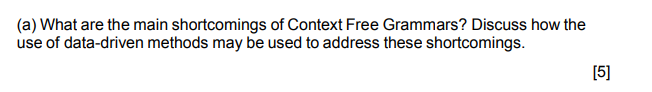 (a) What are the main shortcomings of Context Free Grammars? Discuss how the
use of data-driven methods may be used to address these shortcomings.
[5]